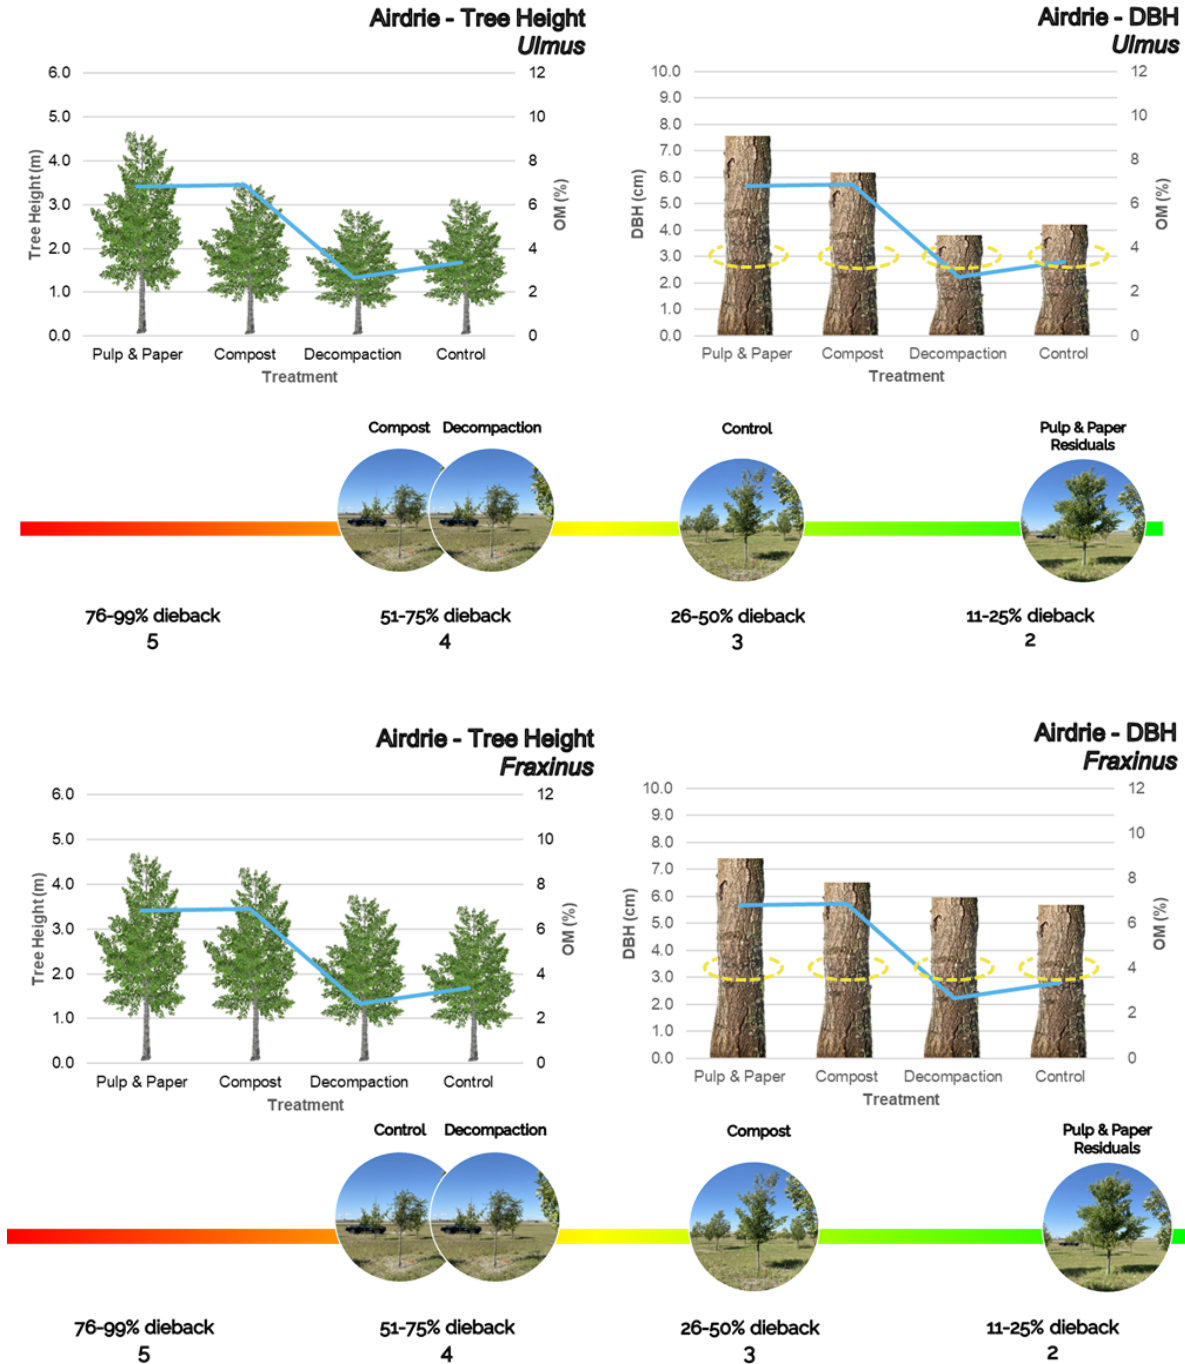 Airdrie - Tree Height
Ulmus
6.0
5.0
4.0
3.0
2.0
1.0
0.0
Tree Height (m)
12
10
8
6
4
2
0
OM (%)
Pulp & Paper Compost Decompaction Control
Treatment
Airdrie - DBH
Ulmus
10.0
9.0
8.0
7.0
6.0
5.0
4.0
3.0
2.0
1.0
0.0
DBH (cm)
12
10
8
6
4
2
0
OM (%)
Pulp & Paper Compost Decompaction Control
Treatment
Compost Decompaction
Control
Pulp & Paper
Residuals
76-99% dieback
5
51-75% dieback
4
26-50% dieback
3
11-25% dieback
2
Airdrie - Tree Height
Fraxinus
6.0
5.0
4.0
3.0
2.0
1.0
0.0
Tree Height (m)
12
10
8
6
4
2
0
OM (%)
Pulp & Paper Compost Decompaction Control
Treatment
Airdrie - DBH
Fraxinus
10.0
9.0
8.0
7.0
6.0
5.0
4.0
3.0
2.0
1.0
0.0
DBH (cm)
12
10
8
6
4
2
0
OM (%)
Pulp & Paper Compost Decompaction Control
Treatment
Control Decompaction
Compost
Pulp & Paper
Residuals
76-99% dieback
5
51-75% dieback
4
26-50% dieback
3
11-25% dieback
2